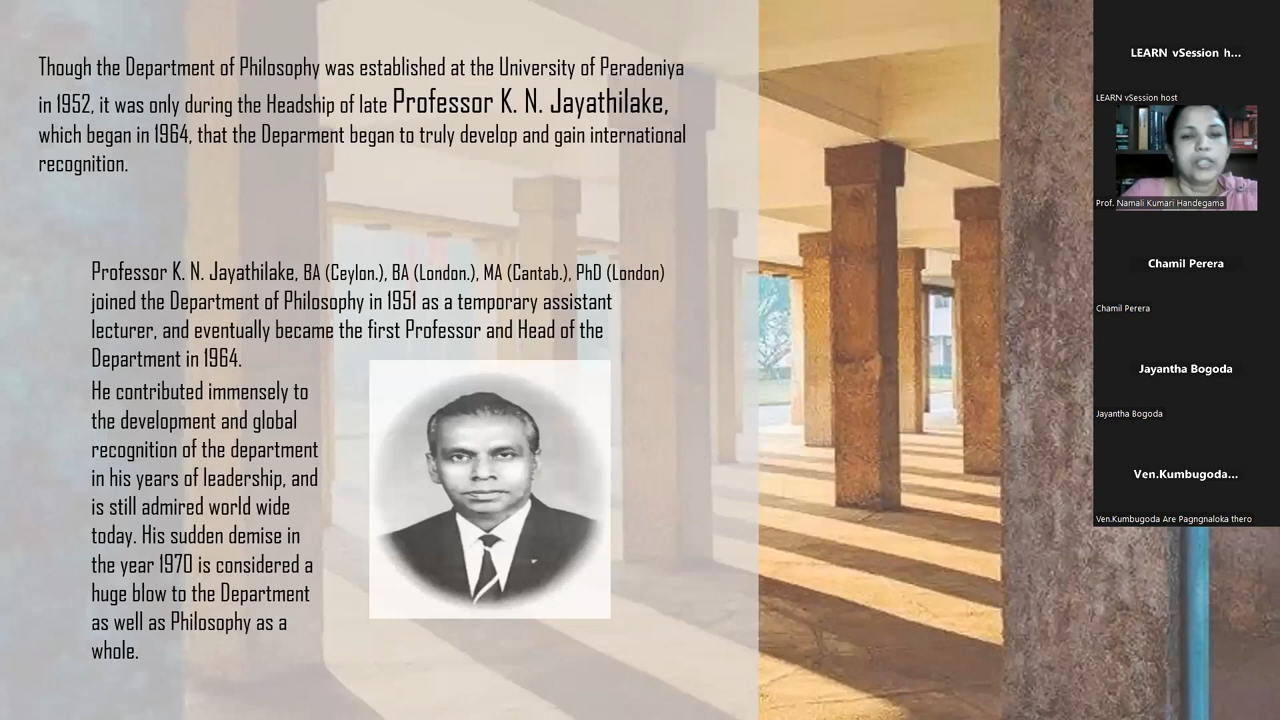 Though the Department of Philosophy was established at the University of Peradeniya
in 1952, it was only during the Headship of late Professor K. N. Jayathilake,
which began in 1964, that the Deparment began to truly develop and gain international
recognition.
Professor K. N. Jayathilake, BA (Ceylon.), BA (London.), MA (Cantab.), PhD (London)
joined the Department of Philosophy in 1951 as a temporary assistant
lecturer, and eventually became the first Professor and Head of the
Department in 1964.
He contributed immensely to
the development and global
recognition of the department
in his years of leadership, and
is still admired world wide
today. His sudden demise in
the year 1970 is considered a
huge blow to the Department
as well as Philosophy as a
whole.
LEARN vSession h...
LEARN vSession host
Prof. Namali Kumari Handegama
Chamil Perera
Chamil Perera
Jayantha Bogoda
Jayantha Bogoda
Ven.Kumbugoda...
Ven.Kumbugoda Are Pagngnaloka thero